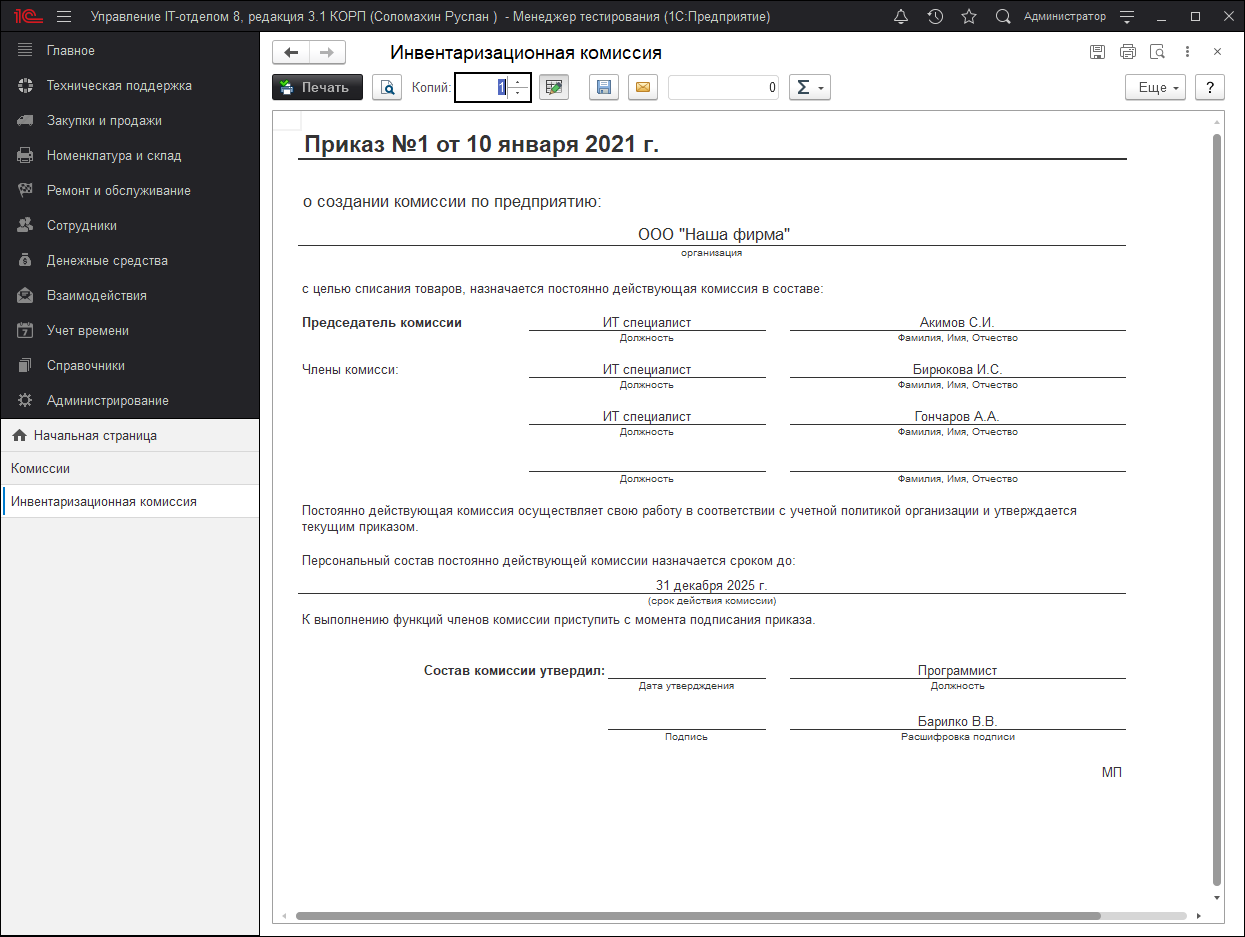 1С Управление IT-отделом 8, редакция 3.1 КОРП (Соломахин Руслан ) - Менеджер тестирования (1С:Предприятие) Администратор
Главное
Техническая поддержка
Закупки и продажи
Номенклатура и склад
Ремонт и обслуживание
Сотрудники
Денежные средства
Взаимодействия
Учет времени
Справочники
Администрирование
Начальная страница
Комиссии
Инвентаризационная комиссия
Инвентаризационная комиссия
Печать Копий: 1 0 Σ Еще ?
Приказ №1 от 10 января 2021 г.
о создании комиссии по предприятию:
ООО "Наша фирма"
организация
с целью списания товаров, назначается постоянно действующая комиссия в составе:
Председатель комиссии ИТ специалист Акимов С.И.
Должность Фамилия, Имя, Отчество
Члены комисси: ИТ специалист Бирюкова И.С.
Должность Фамилия, Имя, Отчество
ИТ специалист Гончаров А.А.
Должность Фамилия, Имя, Отчество
Должность Фамилия, Имя, Отчество
Постоянно действующая комиссия осуществляет свою работу в соответствии с учетной политикой организации и утверждается
текущим приказом.
Персональный состав постоянно действующей комиссии назначается сроком до:
31 декабря 2025 г.
(срок действия комиссии)
К выполнению функций членов комиссии приступить с момента подписания приказа.
Состав комиссии утвердил: Программист
Дата утверждения Должность
Барилко В.В.
Подпись Расшифровка подписи
МП